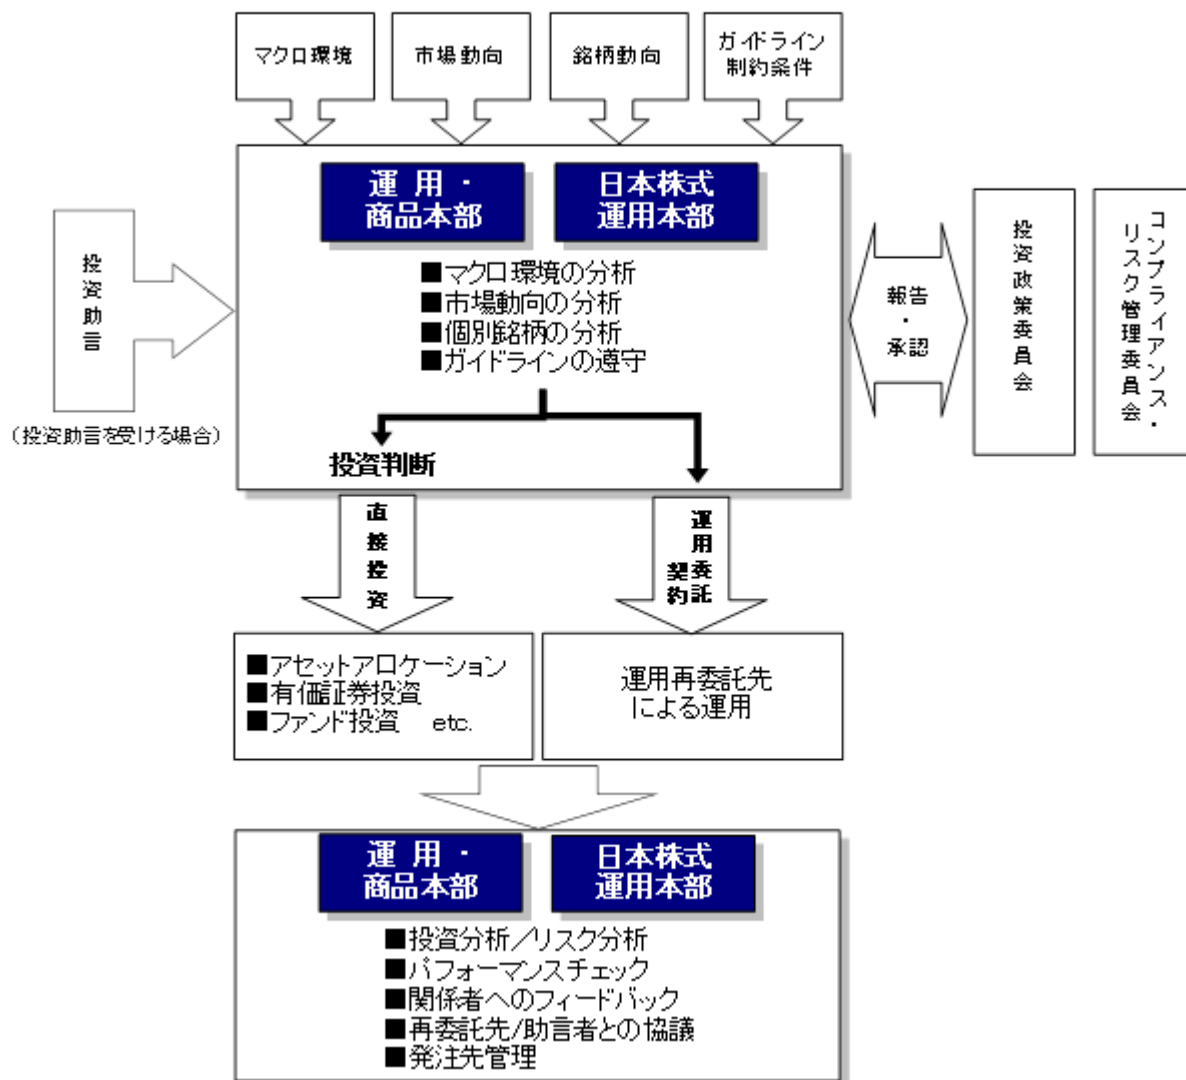 マクロ環境
市場動向
銘柄動向
ガイドライン
制約条件
運用・
商品本部
日本株式
運用本部
■マクロ環境の分析
■市場動向の分析
■個別銘柄の分析
■ガイドラインの遵守
投資助言
(投資助言を受ける場合)
報告
・
承認
投資政策委員会
コンプライアンス・
リスク管理委員会
投資判断
直接投資
運用委託
契約
■アセットアロケーション
■有価証券投資
■ファンド投資 etc.
運用再委託先
による運用
運用・
商品本部
日本株式
運用本部
■投資分析/リスク分析
■パフォーマンスチェック
■関係者へのフィードバック
■再委託先/助言者との協議
■発注先管理